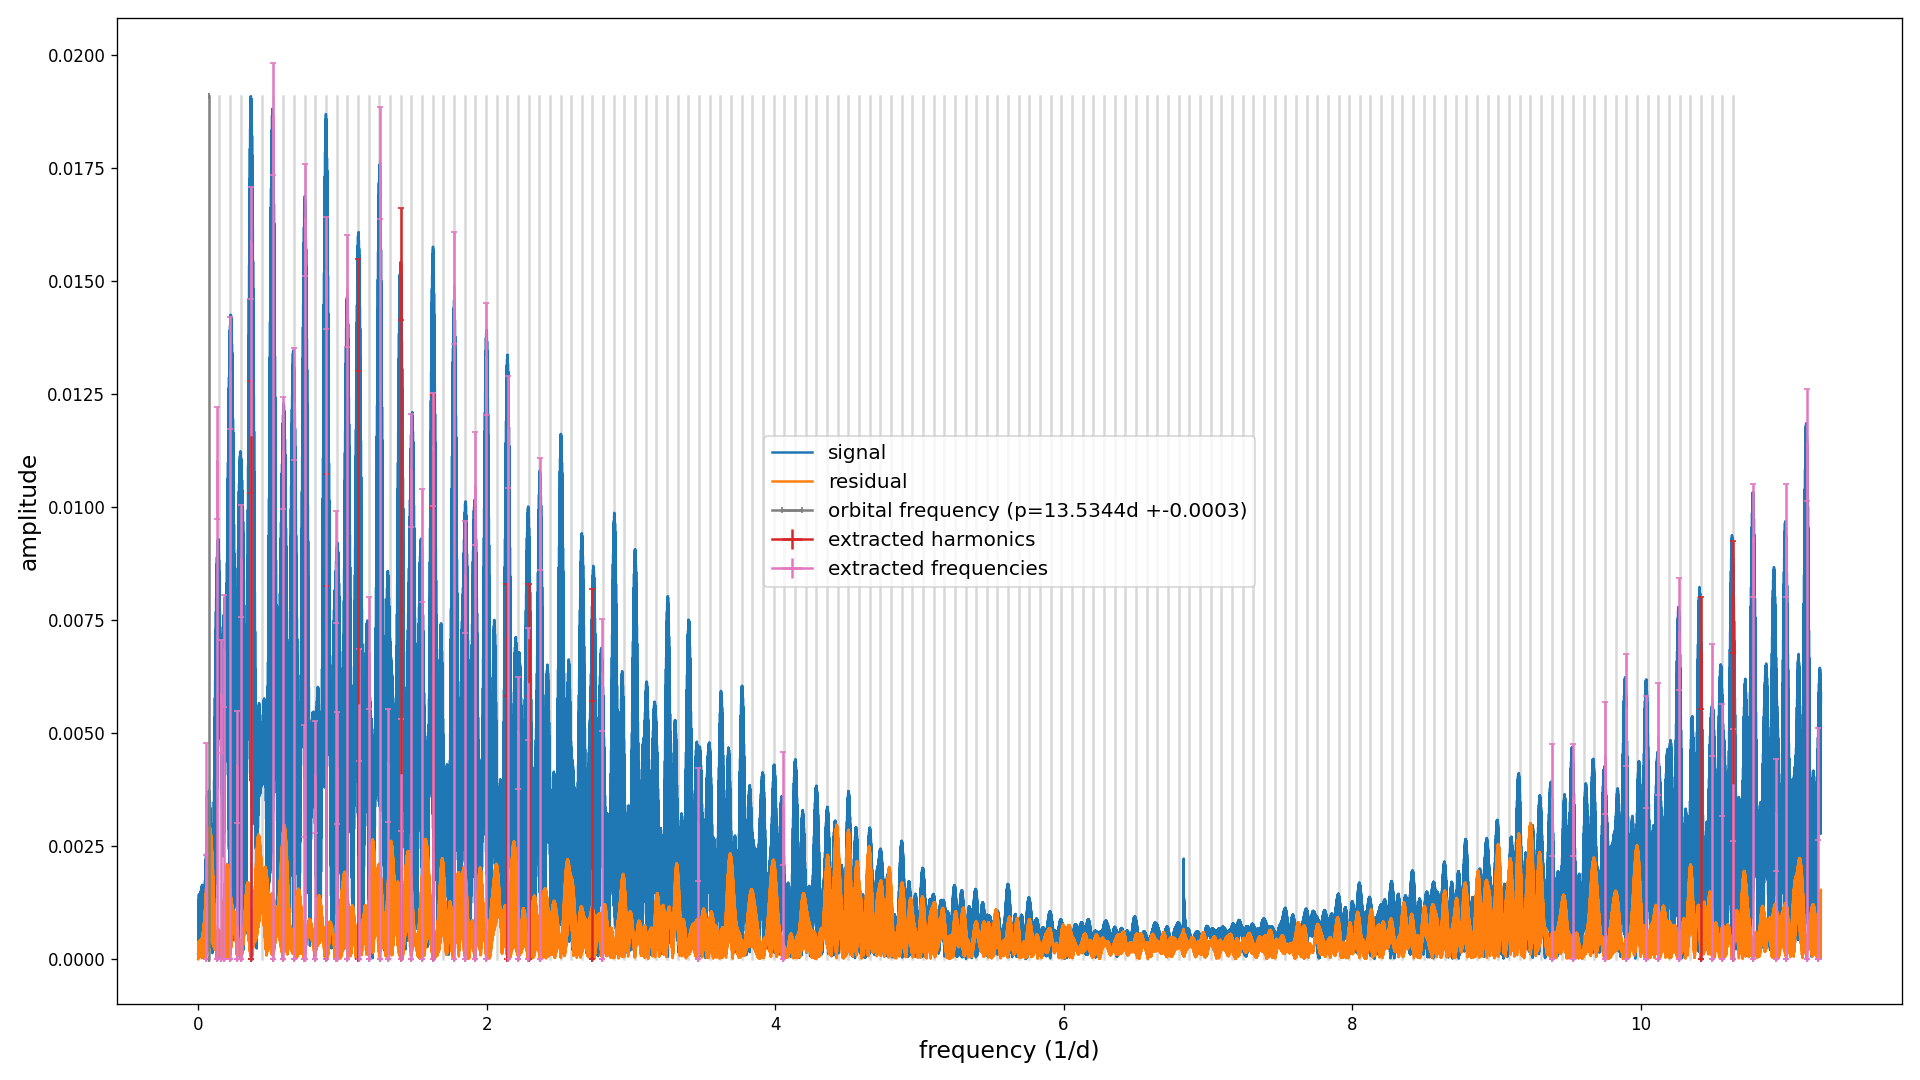 0.0200
0.0175
0.0150
0.0125
0.0100
0.0075
0.0050
0.0025
0.0000
amplitude
signal
residual
orbital frequency (p=13.5344d +-0.0003)
extracted harmonics
extracted frequencies
0 2 4 6 8 10
frequency (1/d)